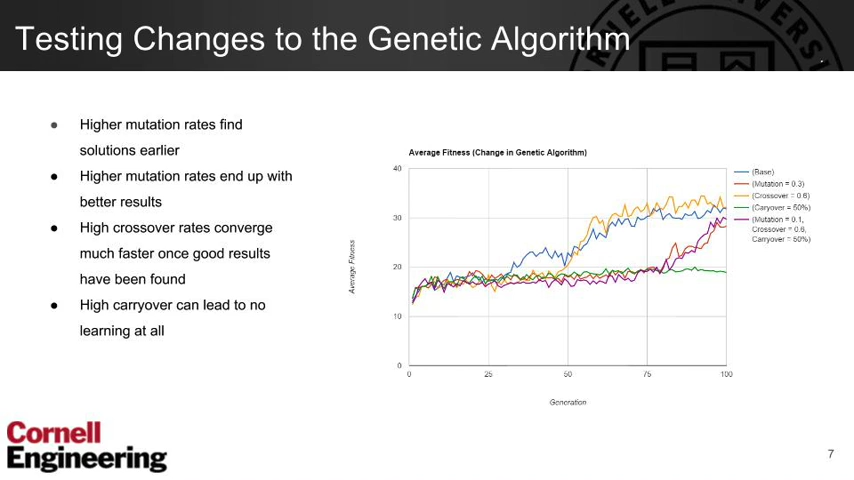 Testing Changes to the Genetic Algorithm
● Higher mutation rates find
solutions earlier
● Higher mutation rates end up with
better results
● High crossover rates converge
much faster once good results
have been found
● High carryover can lead to no
learning at all
Average Fitness (Change in Genetic Algorithm)
Average Fitness
40
30
20
10
0
0 25 50 75 100
Generation
(Base)
(Mutation = 0.3)
(Crossover = 0.6)
(Caryover = 50%)
(Mutation = 0.1,
Crossover = 0.6,
Carryover = 50%)
Cornell
Engineering
7